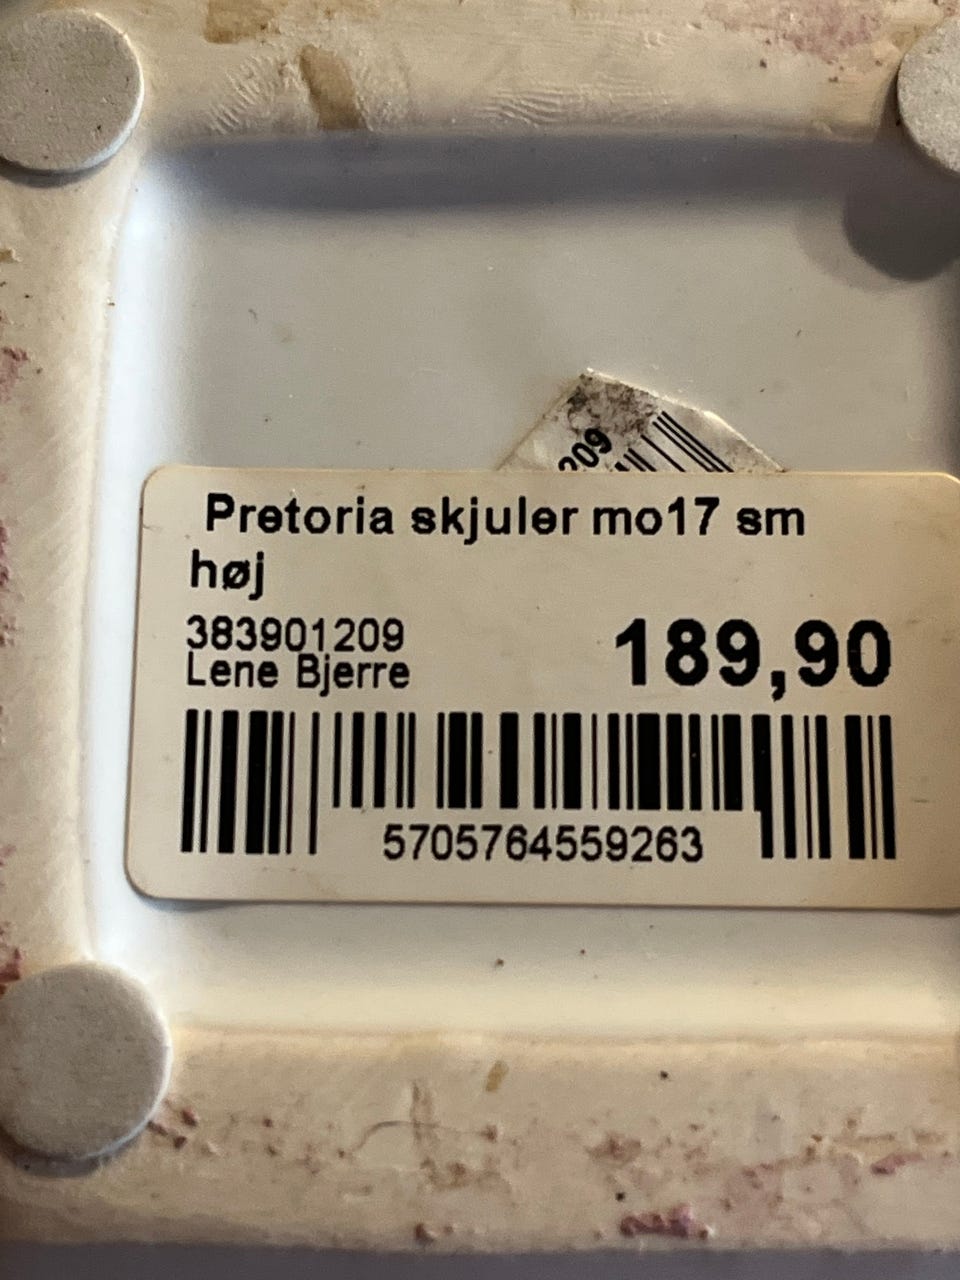 209
Pretoria skjuler mo17 sm
høj
383901209
Lene Bjerre
189,90
5705764559263